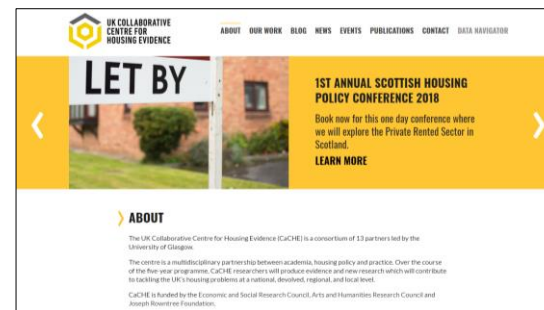 UK COLLABORATIVE
CENTRE FOR
HOUSING EVIDENCE
ABOUT OUR WORK BLOG NEWS EVENTS PUBLICATIONS CONTACT DATA NAVIGATOR
LET BY
1ST ANNUAL SCOTTISH HOUSING
POLICY CONFERENCE 2018
Book now for this one day conference where
we will explore the Private Rented Sector in
Scotland.
LEARN MORE
ABOUT
The UK Collaborative Centre for Housing Evidence (CaCHE) is a consortium of 13 partners led by the
University of Glasgow.
The centre is a multidisciplinary partnership between academia, housing policy and practice. Over the course
of the five-year programme, CaCHE researchers will produce evidence and new research which will contribute
to tackling the UK's housing problems at a national, devolved, regional, and local level.
CaCHE is funded by the Economic and Social Research Council, Arts and Humanities Research Council and
Joseph Rowntree Foundation.